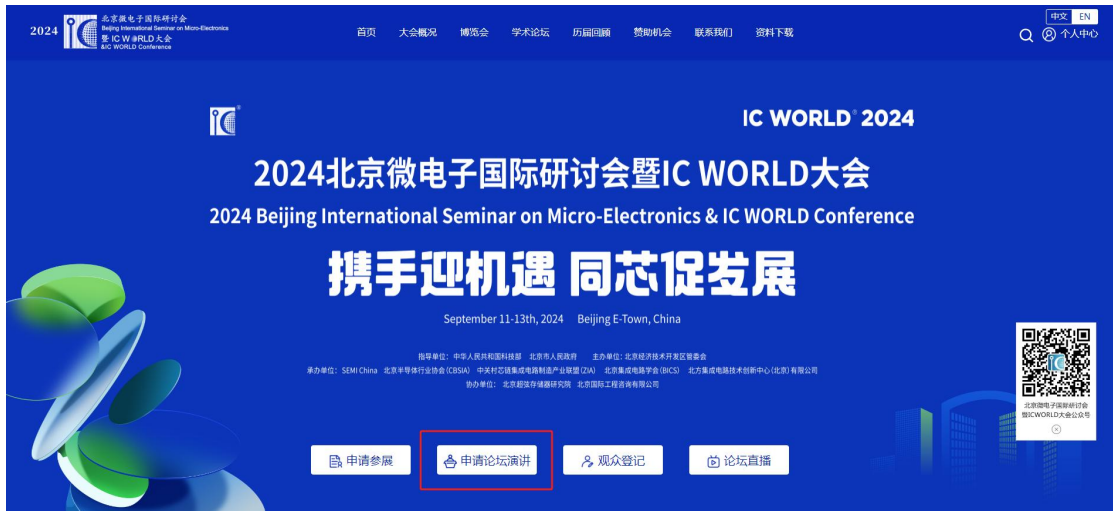 2024
北京微电子国际研讨会
Beijing International Seminar on Micro-Electronics
暨 IC WORLD大会
&IC WORLD Conference
首页 大会概况 博览会 学术论坛 历届回顾 赞助机会 联系我们 资料下载
中文 EN
个人中心
IC WORLD® 2024
2024北京微电子国际研讨会暨IC WORLD大会
2024 Beijing International Seminar on Micro-Electronics & IC WORLD Conference
携手迎机遇 同芯促发展
September 11-13th, 2024 Beijing E-Town, China
指导单位：中华人民共和国科技部 北京市人民政府 主办单位：北京经济技术开发区管委会
承办单位：SEMI China 北京半导体行业协会(CBSIA) 中关村芯链集成电路制造产业联盟(ZIA) 北京集成电路学会(BICS) 北方集成电路技术创新中心(北京)有限公司
协办单位： 北京超弦存储器研究院 北京国际工程咨询有限公司
北京微电子国际研讨会
暨ICWORLD大会公众号
申请参展 申请论坛演讲 观众登记 论坛直播